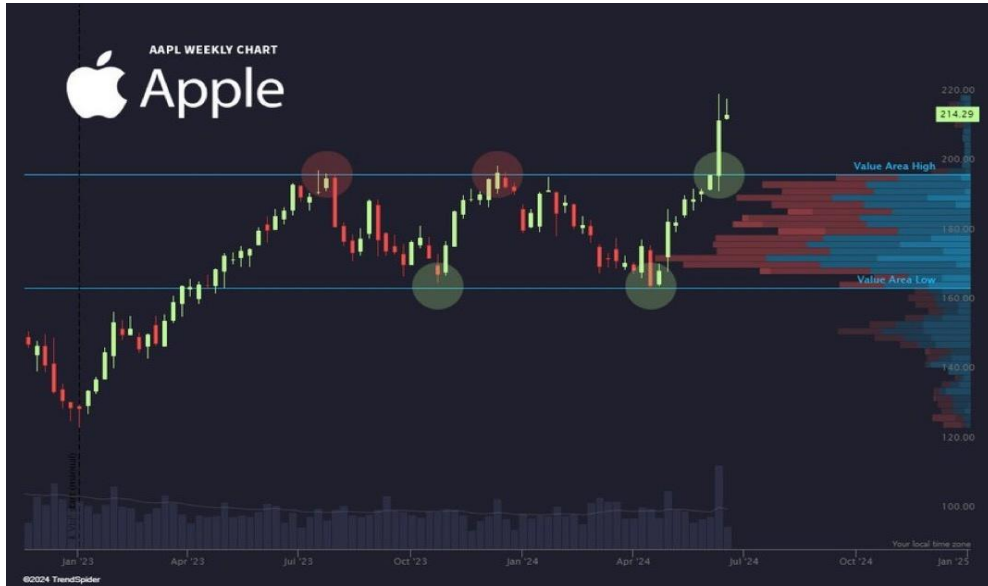 AAPL WEEKLY CHART
Apple
220.00
214.29
200.00
Value Area High
180.00
Value Area Low
160.00
140.00
120.00
100.00
Your local time zone
Jan '23
Apr '23
Jul '23
Oct '23
Jan '24
Apr '24
Jul '24
Oct '24
Jan '25
©2024 TrendSpider